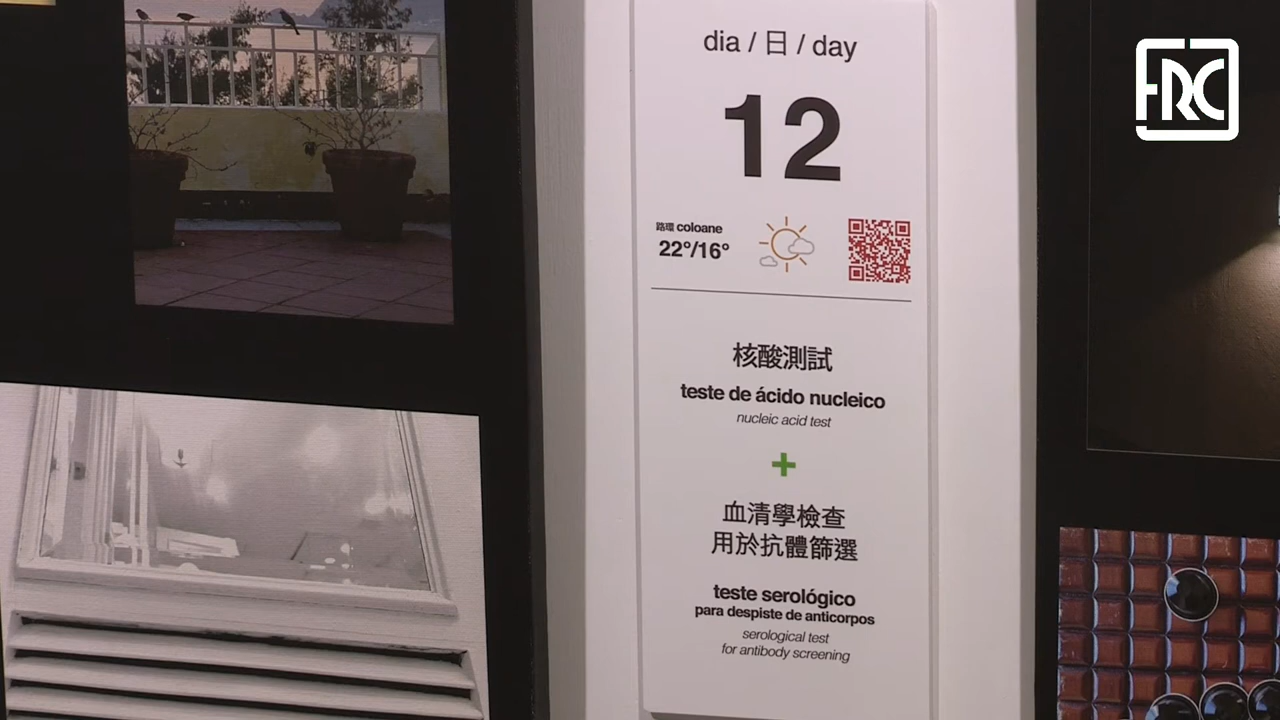 dia / 日 / day
12
路環 coloane
22°/16°
核酸測試
teste de ácido nucleico
nucleic acid test
+
血清學檢查
用於抗體篩選
teste serológico
para despiste de anticorpos
serological test
for antibody screening
FRC